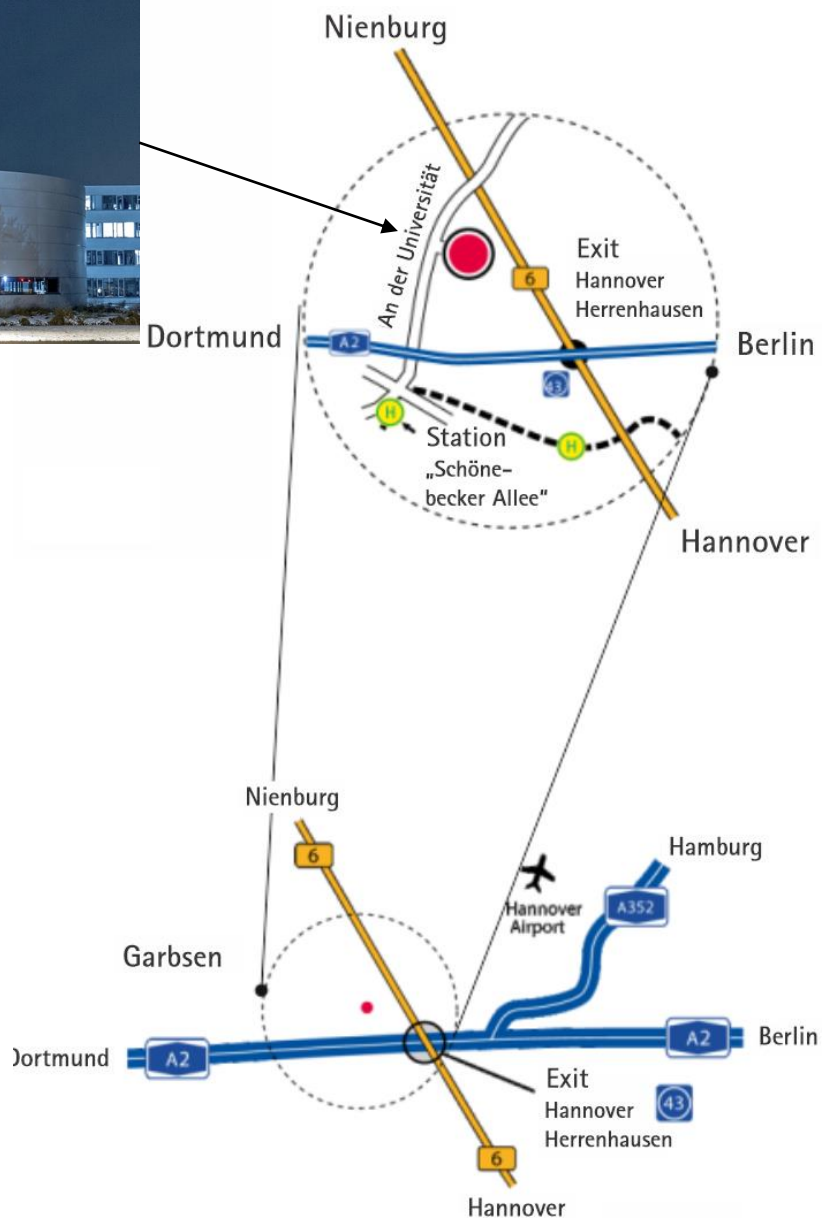 Nienburg
An der Universität
6
Exit
Hannover
Herrenhausen
Dortmund
A2
Berlin
43
H
Station
„Schöne-
becker Allee“
H
Hannover
Nienburg
6
Hamburg
A352
Hannover
Airport
Garbsen
Dortmund
A2
A2
Berlin
Exit
Hannover
Herrenhausen
43
6
Hannover